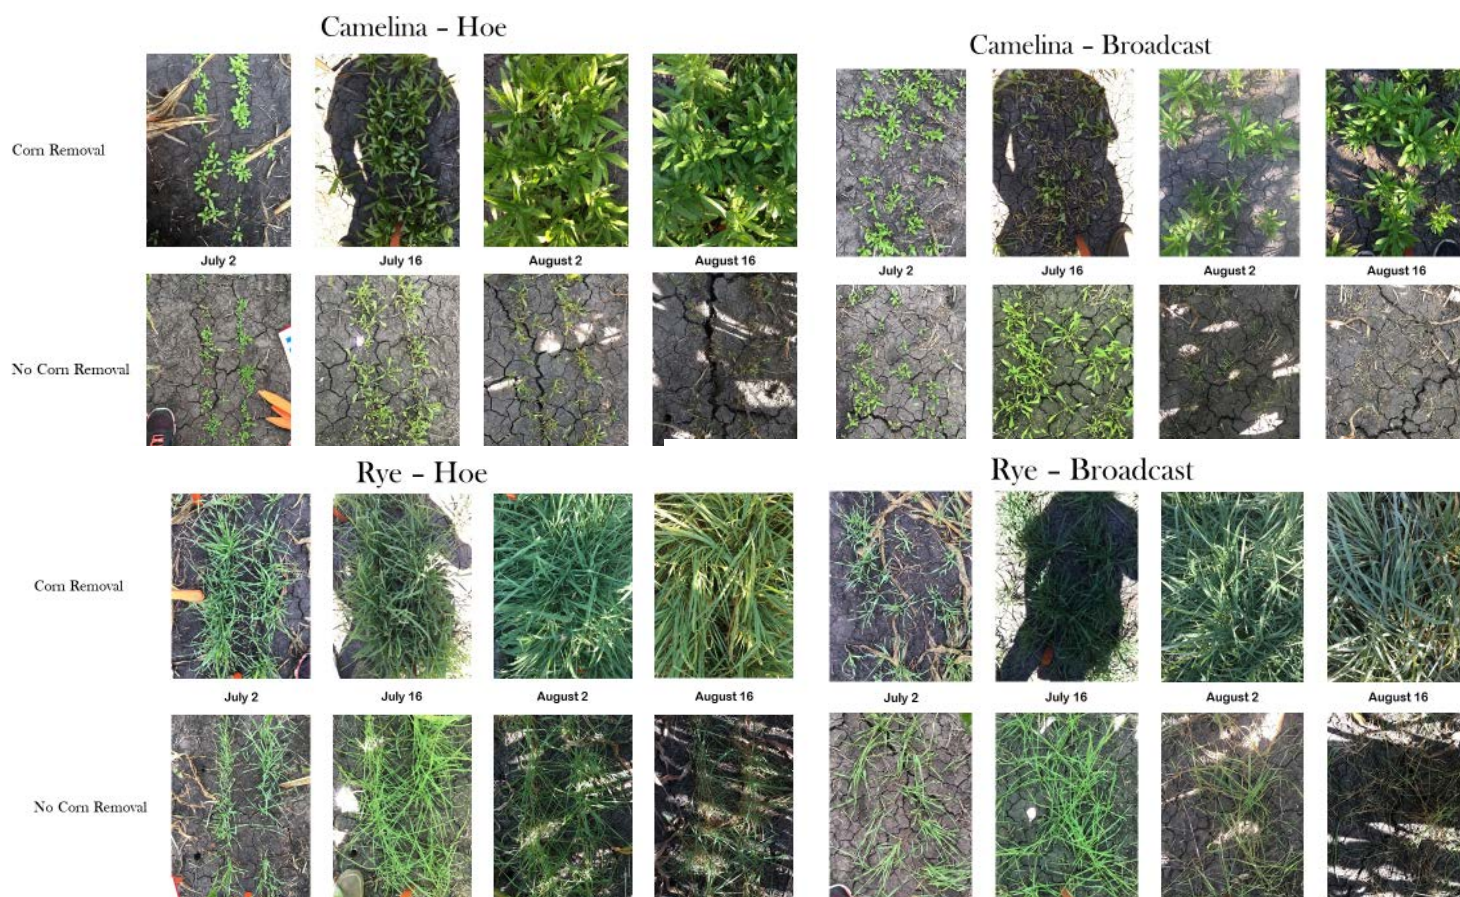 Camelina – Hoe
Camelina – Broadcast
Corn Removal
July 2
July 16
August 2
August 16
July 2
July 16
August 2
August 16
No Corn Removal
Rye – Hoe
Rye – Broadcast
Corn Removal
July 2
July 16
August 2
August 16
July 2
July 16
August 2
August 16
No Corn Removal